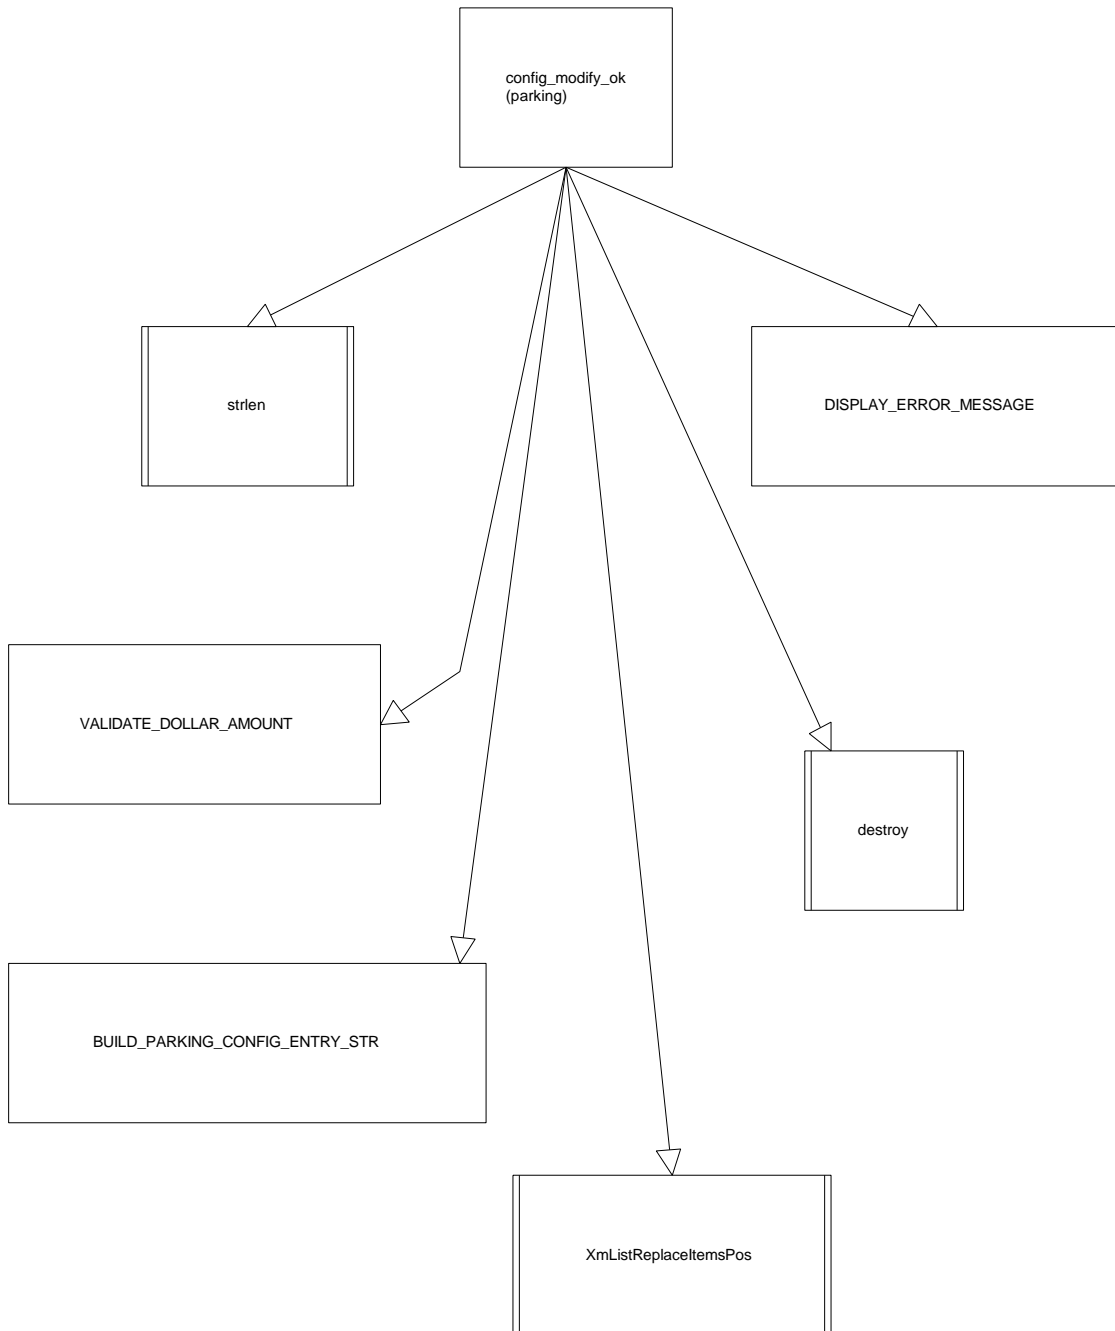 config_modify_ok
(parking)
strlen
DISPLAY_ERROR_MESSAGE
VALIDATE_DOLLAR_AMOUNT
destroy
BUILD_PARKING_CONFIG_ENTRY_STR
XmListReplaceItemsPos